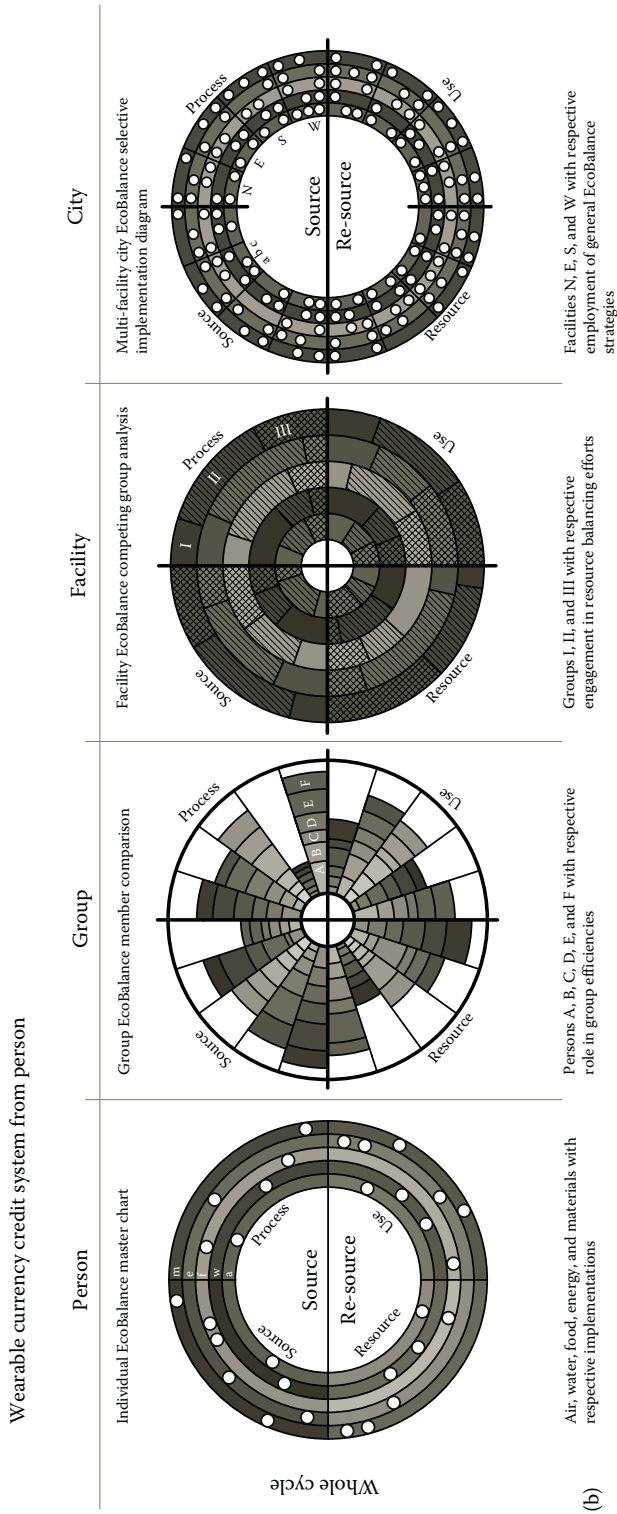 Wearable currency credit system from person
Person
Group
Facility
City
Individual EcoBalance master chart
Group EcoBalance member comparison
Facility EcoBalance competing group analysis
Multi-facility city EcoBalance selective
implementation diagram
Whole cycle
Source
Process
m
e
f
w
a
Source
Re-source
Resource
Use
Source
Process
A B C D E F
Resource
Use
Source
Process
I
II
III
Resource
Use
Source
Process
a b c
N E S W
Source
Re-source
Resource
Use
Air, water, food, energy, and materials with
respective implementations
Persons A, B, C, D, E, and F with respective
role in group efficiencies
Groups I, II, and III with respective
engagement in resource balancing efforts
Facilities N, E, S, and W with respective
employment of general EcoBalance
strategies
(b)